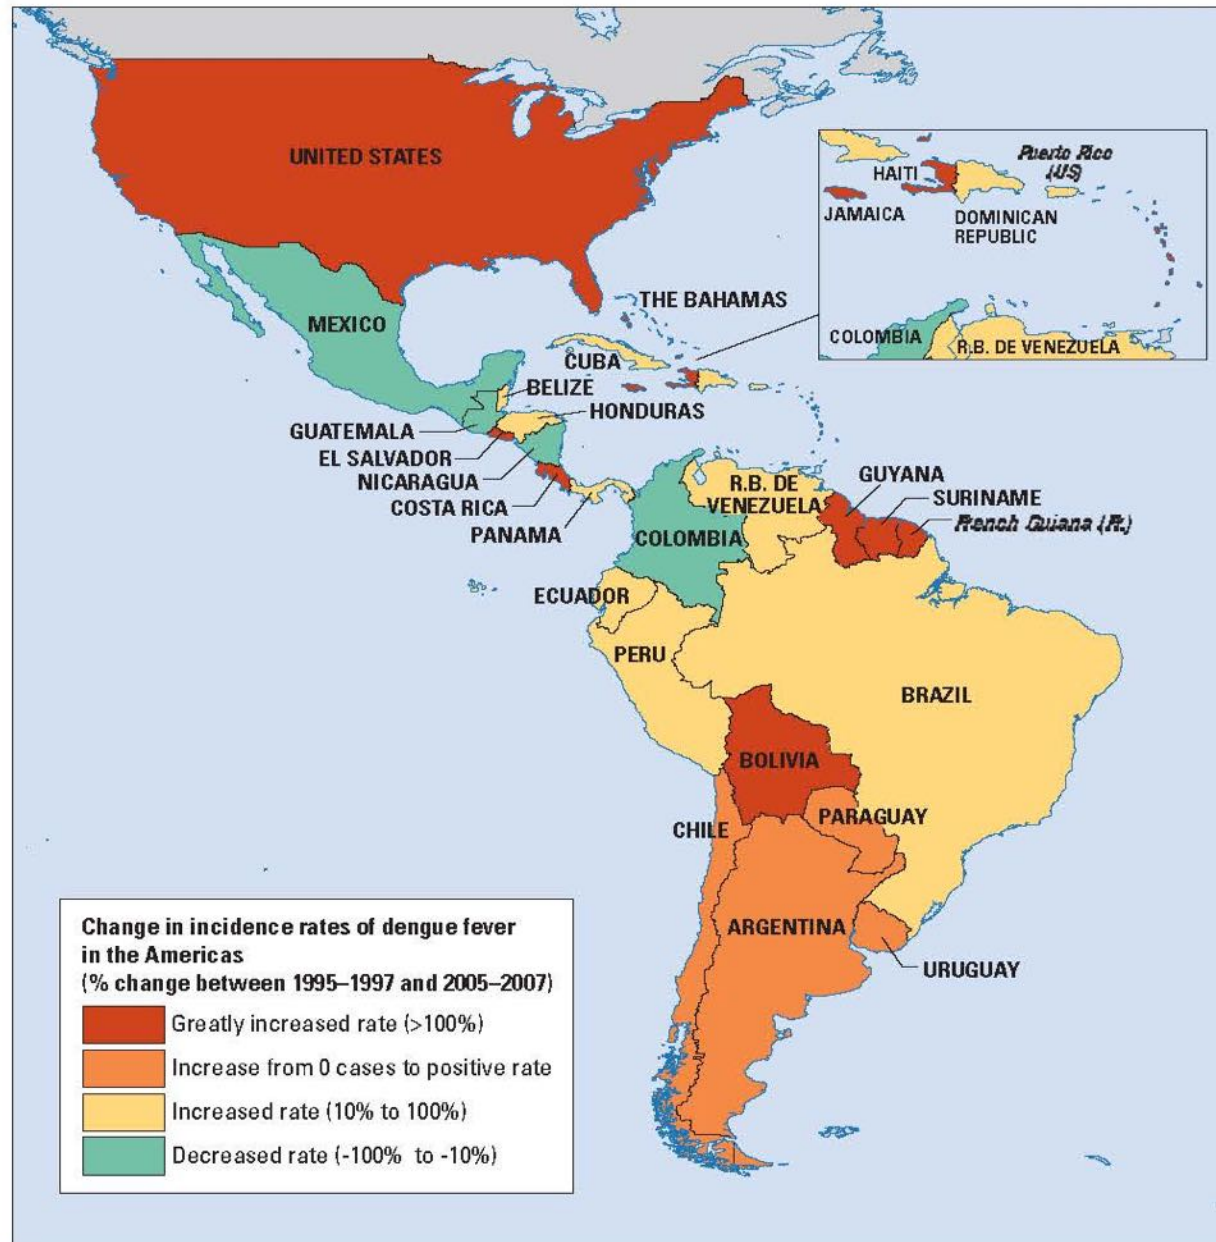 UNITED STATES
MEXICO
THE BAHAMAS
CUBA
BELIZE
HONDURAS
GUATEMALA
EL SALVADOR
NICARAGUA
COSTA RICA
PANAMA
R.B. DE
VENEZUELA
GUYANA
SURINAME
French Guiana (Fr.)
COLOMBIA
ECUADOR
PERU
BRAZIL
BOLIVIA
PARAGUAY
CHILE
ARGENTINA
URUGUAY
Puerto Rico
(US)
HAITI
JAMAICA
DOMINICAN
REPUBLIC
COLOMBIA
R.B. DE VENEZUELA
Change in incidence rates of dengue fever
in the Americas
(% change between 1995–1997 and 2005–2007)
Greatly increased rate (>100%)
Increase from 0 cases to positive rate
Increased rate (10% to 100%)
Decreased rate (-100% to -10%)